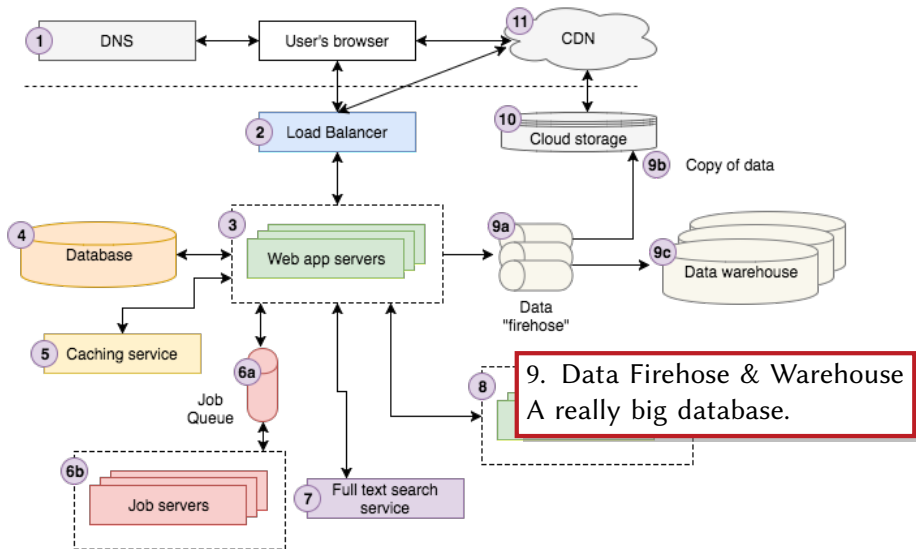 1
DNS
User's browser
11
CDN
2
Load Balancer
10
Cloud storage
9b
Copy of data
4
Database
3
Web app servers
9a
Data
"firehose"
9c
Data warehouse
5
Caching service
6a
Job
Queue
8
9. Data Firehose & Warehouse
A really big database.
6b
Job servers
7
Full text search
service